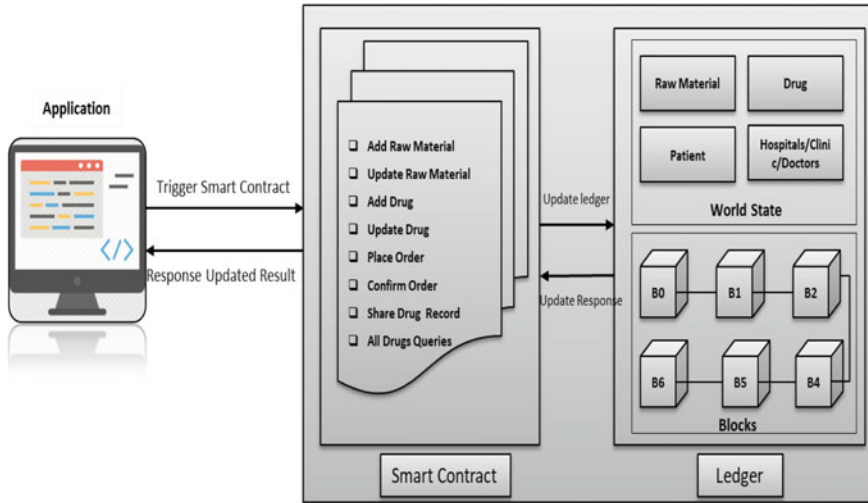 Application
Trigger Smart Contract
Response Updated Result
Add Raw Material
Update Raw Material
Add Drug
Update Drug
Place Order
Confirm Order
Share Drug Record
All Drugs Queries
Smart Contract
Update ledger
Update Response
Raw Material
Drug
Patient
Hospitals/Clini
c/Doctors
World State
B0
B1
B2
B6
B5
B4
Blocks
Ledger